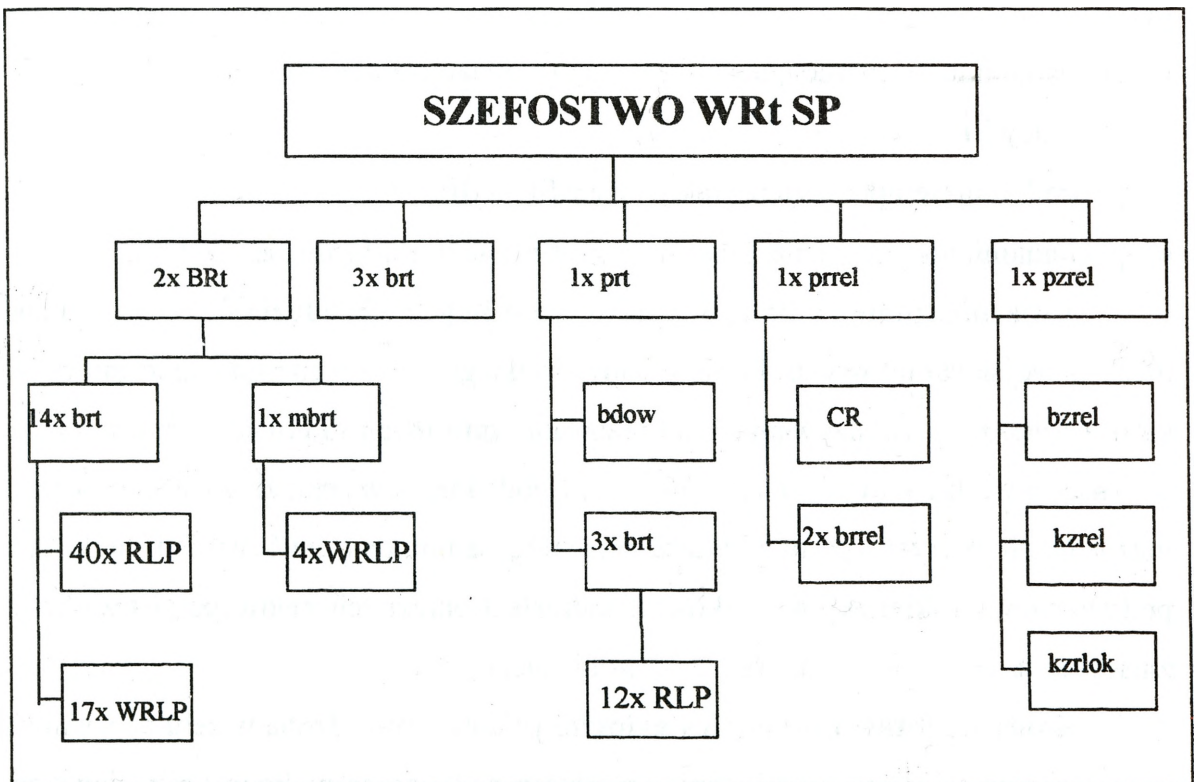 SZEFOSTWO WRt SP
2x BRt
3x brt
1x prt
1x prrel
1x pzrel
14x brt
1x mbrt
bdow
CR
bzrel
40x RLP
4xWRLP
3x brt
2x brrel
kzrel
17x WRLP
12x RLP
kzrlok